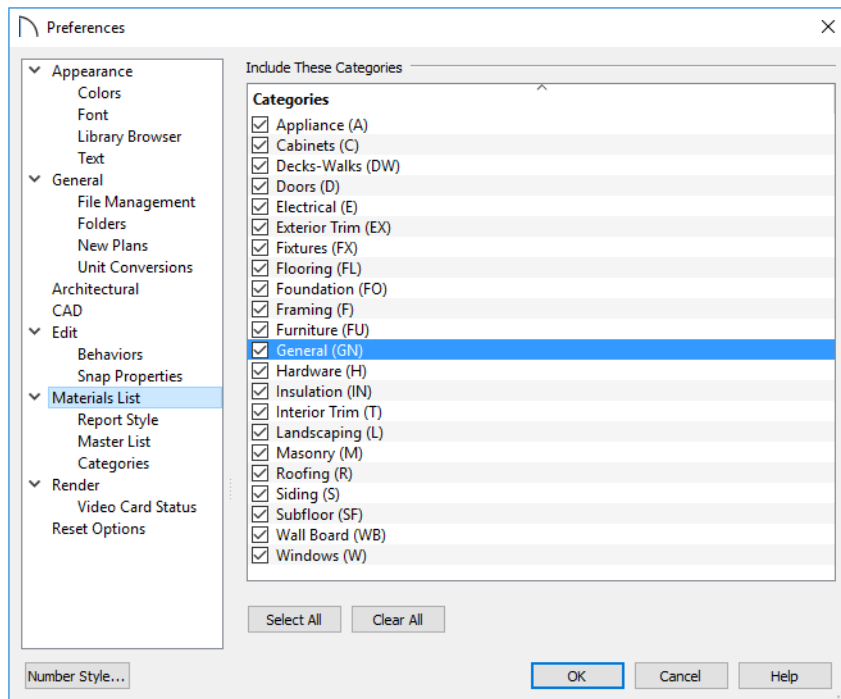 Preferences
Appearance
Colors
Font
Library Browser
Text
General
File Management
Folders
New Plans
Unit Conversions
Architectural
CAD
Edit
Behaviors
Snap Properties
Materials List
Report Style
Master List
Categories
Render
Video Card Status
Reset Options
Include These Categories
Categories
Appliance (A)
Cabinets (C)
Decks-Walks (DW)
Doors (D)
Electrical (E)
Exterior Trim (EX)
Fixtures (FX)
Flooring (FL)
Foundation (FO)
Framing (F)
Furniture (FU)
General (GN)
Hardware (H)
Insulation (IN)
Interior Trim (T)
Landscaping (L)
Masonry (M)
Roofing (R)
Siding (S)
Subfloor (SF)
Wall Board (WB)
Windows (W)
Select All Clear All
Number Style... OK Cancel Help